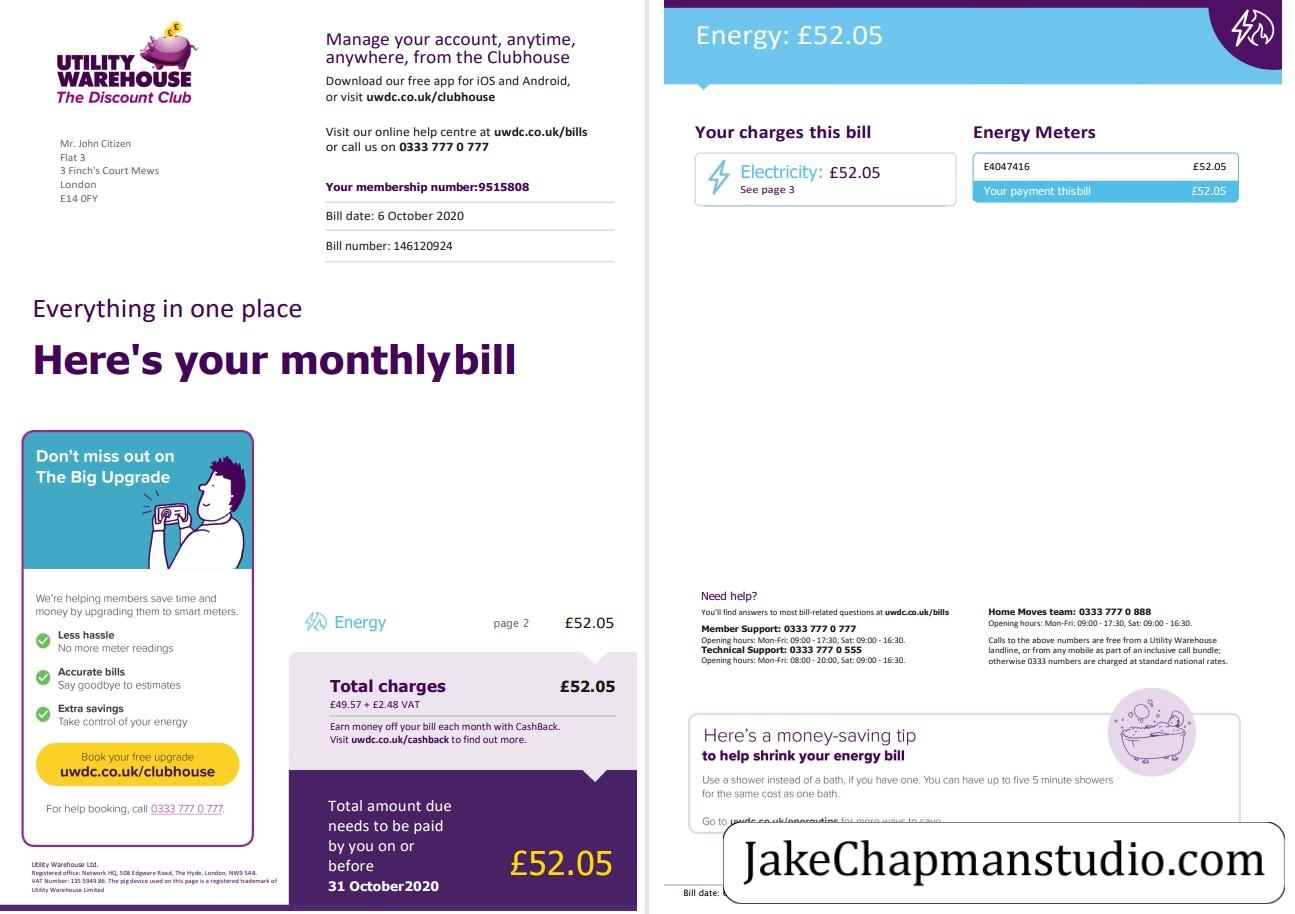 UTILITY
WAREHOUSE
The Discount Club
Mr. John Citizen
Flat 3
3 Finch's Court Mews
London
E14 0FY
Manage your account, anytime,
anywhere, from the Clubhouse
Download our free app for iOS and Android,
or visit uwdc.co.uk/clubhouse
Visit our online help centre at uwdc.co.uk/bills
or call us on 0333 777 0 777
Your membership number:9515808
Bill date: 6 October 2020
Bill number: 146120924
Everything in one place
Here's your monthlybill
Don't miss out on
The Big Upgrade
We're helping members save time and
money by upgrading them to smart meters.
Less hassle
No more meter readings
Accurate bills
Say goodbye to estimates
Extra savings
Take control of your energy
Book your free upgrade
uwdc.co.uk/clubhouse
For help booking, call 0333 777 0 777.
Utility Warehouse Ltd.
Registered office: Network HQ, 508 Edgware Road, The Hyde, London, NW9 5AB.
VAT Number: 135 5949 86. The pig device used on this page is a registered trademark of
Utility Warehouse Limited
Energy page 2 £52.05
Total charges £52.05
£49.57 + £2.48 VAT
Earn money off your bill each month with CashBack.
Visit uwdc.co.uk/cashback to find out more.
Total amount due
needs to be paid
by you on or
before
31 October2020
£52.05
Energy: £52.05
Your charges this bill
Electricity: £52.05
See page 3
Energy Meters
E4047416 £52.05
Your payment thisbill £52.05
Need help?
You'll find answers to most bill-related questions at uwdc.co.uk/bills
Member Support: 0333 777 0 777
Opening hours: Mon-Fri: 09:00 - 17:30, Sat: 09:00 - 16:30.
Technical Support: 0333 777 0 555
Opening hours: Mon-Fri: 08:00 - 20:00, Sat: 09:00 - 16:30.
Home Moves team: 0333 777 0 888
Opening hours: Mon-Fri: 09:00 - 17:30, Sat: 09:00 - 16:30.
Calls to the above numbers are free from a Utility Warehouse
landline, or from any mobile as part of an inclusive call bundle;
otherwise 0333 numbers are charged at standard national rates.
Here's a money-saving tip
to help shrink your energy bill
Use a shower instead of a bath, if you have one. You can have up to five 5 minute showers
for the same cost as one bath.
Go to uwdc.co.uk/energytips for more ways to save
Bill date:
JakeChapmanstudio.com